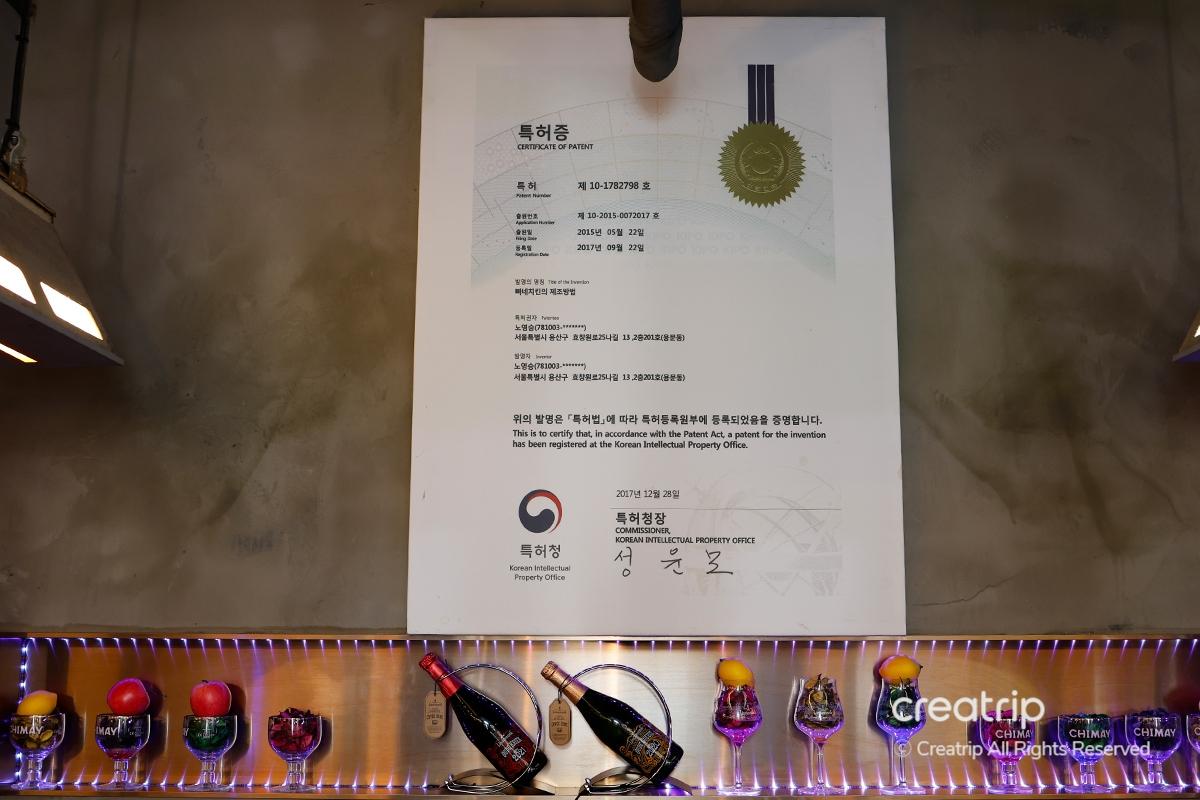 특허증
CERTIFICATE OF PATENT
특허 제 10-1782798 호
Patent Number
출원번호 제 10-2015-0072017 호
Application Number
출원일 2015년 05월 22일
Filing Date
등록일 2017년 09월 22일
Registration Date
발명의 명칭 Title of the Invention
빠네치킨의 제조방법
특허권자 Patentee
노영승(781003-*******)
서울특별시 용산구 효창원로25나길 13 ,2층201호(용문동)
발명자 Inventor
노영승(781003-*******)
서울특별시 용산구 효창원로25나길 13 ,2층201호(용문동)
위의 발명은 「특허법」에 따라 특허등록원부에 등록되었음을 증명합니다.
This is to certify that, in accordance with the Patent Act, a patent for the invention
has been registered at the Korean Intellectual Property Office.
2017년 12월 28일
특허청장
COMMISSIONER,
KOREAN INTELLECTUAL PROPERTY OFFICE
성윤모
특허청
Korean Intellectual
Property Office
CHIMAY
CHIMAY
CHIMAY
CHIMAY
creatrip
© Creatrip All Rights Reserved